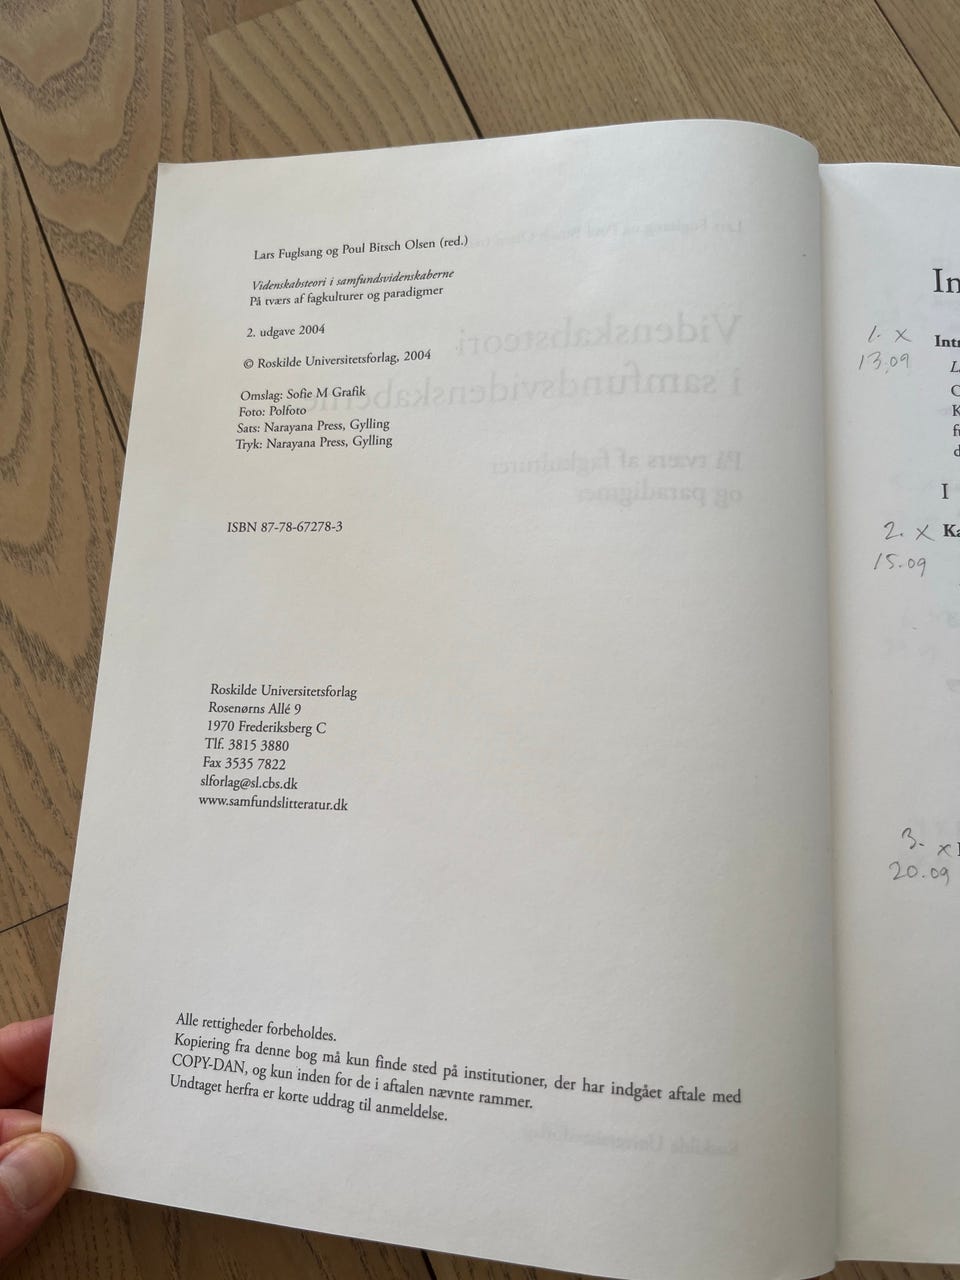 Lars Fuglsang og Poul Bitsch Olsen (red.)
Videnskabsteori i samfundsvidenskaberne
På tværs af fagkulturer og paradigmer
2. udgave 2004
© Roskilde Universitetsforlag, 2004
Omslag: Sofie M Grafik
Foto: Polfoto
Sats: Narayana Press, Gylling
Tryk: Narayana Press, Gylling
ISBN 87-78-67278-3
Roskilde Universitetsforlag
Rosenørns Allé 9
1970 Frederiksberg C
Tlf. 3815 3880
Fax 3535 7822
slforlag@sl.cbs.dk
www.samfundslitteratur.dk
Alle rettigheder forbeholdes.
Kopiering fra denne bog må kun finde sted på institutioner, der har indgået aftale med
COPY-DAN, og kun inden for de i aftalen nævnte rammer.
Undtaget herfra er korte uddrag til anmeldelse.
In
1. x
13.09
Intr
L
C
K
f
d
I
2. x Ka
15.09
3. x
20.09